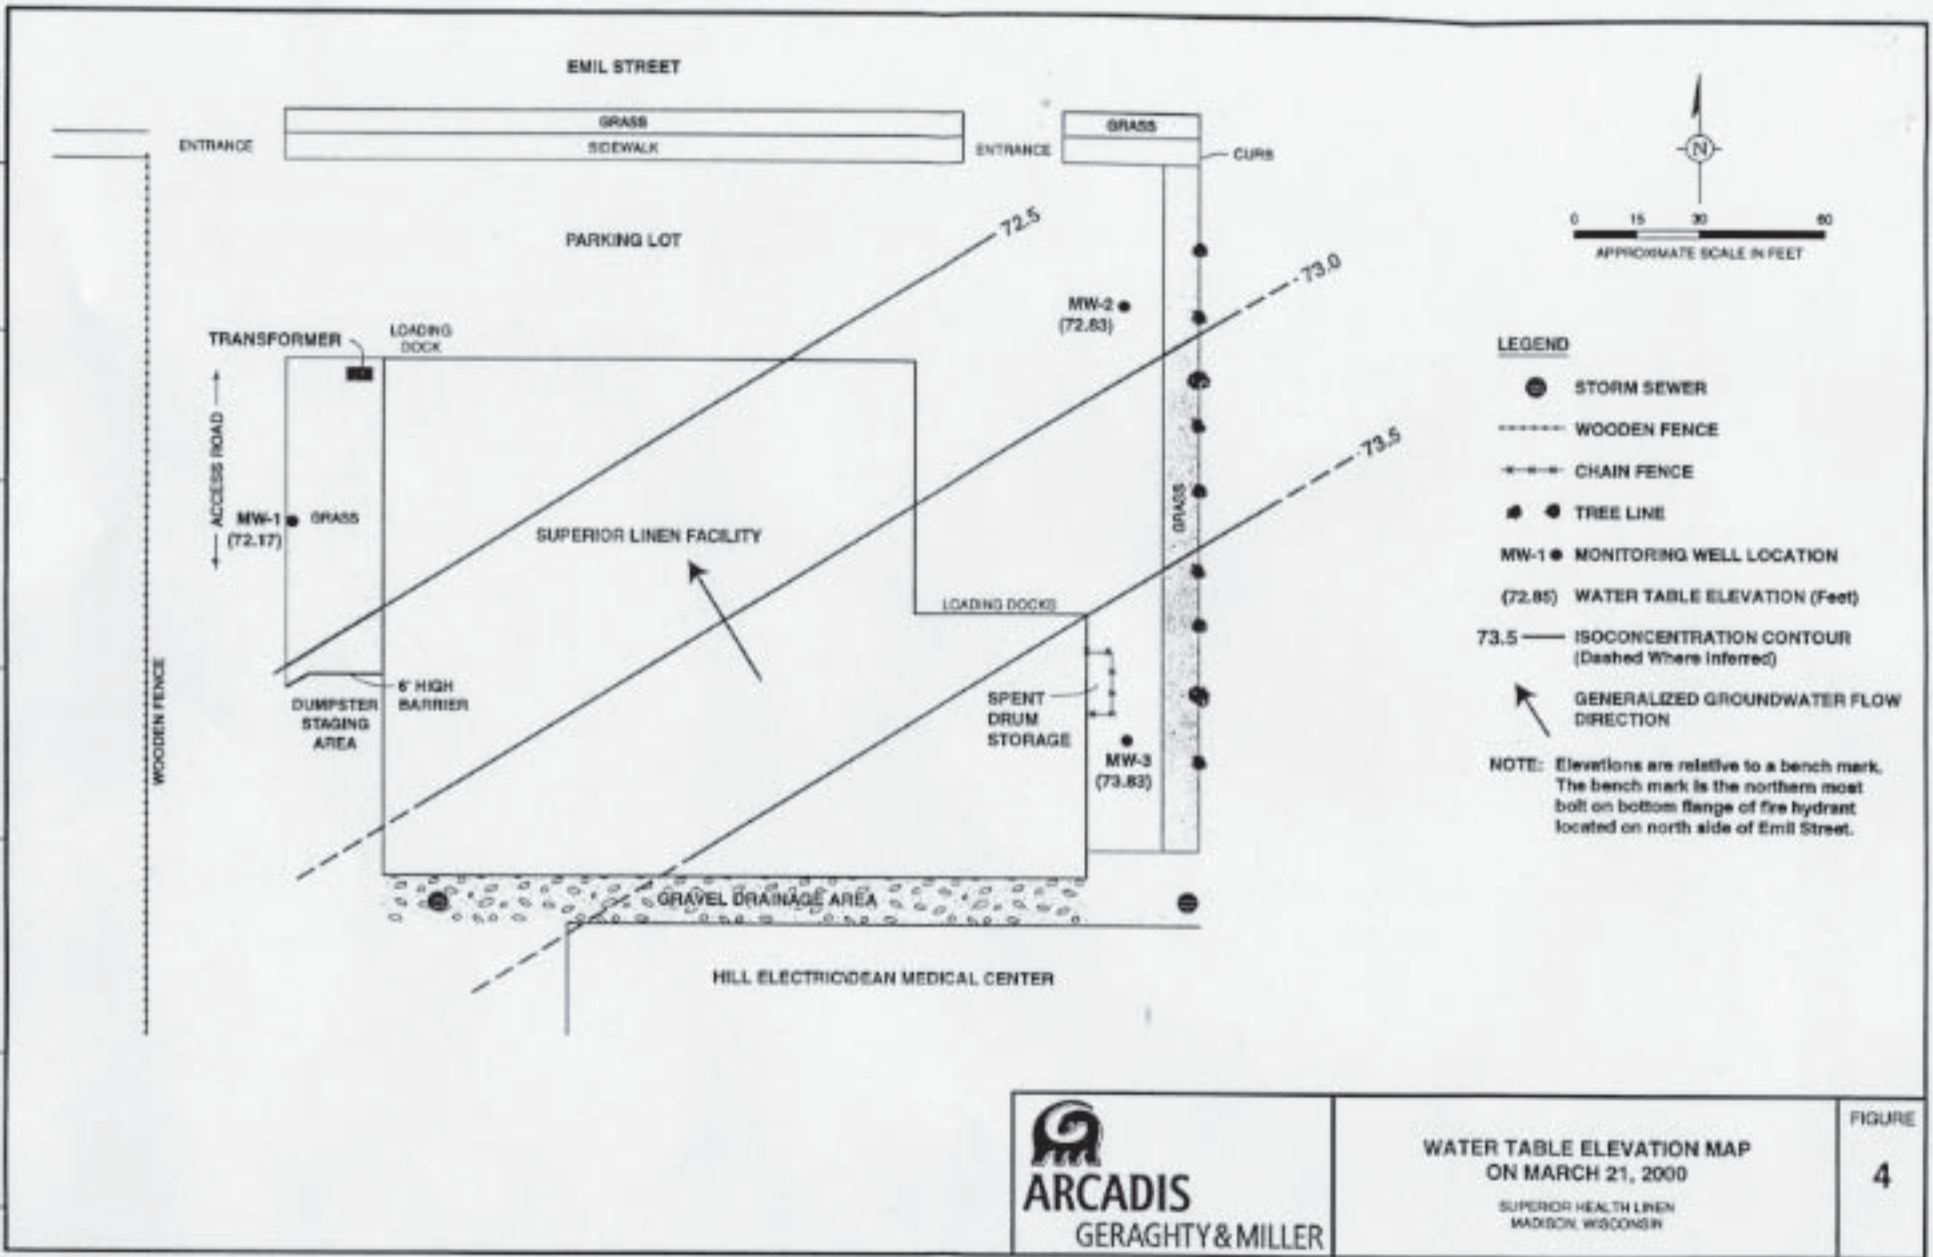 EMIL STREET
GRASS
SIDEWALK
ENTRANCE
ENTRANCE
GRASS
CURB
N
0 15 30 60
APPROXIMATE SCALE IN FEET
PARKING LOT
72.5
73.0
73.5
MW-2
(72.83)
TRANSFORMER
LOADING
DOCK
ACCESS ROAD
MW-1
(72.17)
GRASS
SUPERIOR LINEN FACILITY
GRASS
LOADING DOCKS
WOODEN FENCE
6' HIGH
BARRIER
DUMPSTER
STAGING
AREA
SPENT
DRUM
STORAGE
MW-3
(73.83)
GRAVEL DRAINAGE AREA
HILL ELECTRIC\DEAN MEDICAL CENTER
LEGEND
STORM SEWER
WOODEN FENCE
CHAIN FENCE
TREE LINE
MW-1 MONITORING WELL LOCATION
(72.85) WATER TABLE ELEVATION (Feet)
73.5 ISOCONCENTRATION CONTOUR
(Dashed Where Inferred)
GENERALIZED GROUNDWATER FLOW
DIRECTION
NOTE: Elevations are relative to a bench mark.
The bench mark is the northern most
bolt on bottom flange of fire hydrant
located on north side of Emil Street.
ARCADIS
GERAGHTY & MILLER
WATER TABLE ELEVATION MAP
ON MARCH 21, 2000
SUPERIOR HEALTH LINEN
MADISON, WISCONSIN
FIGURE
4